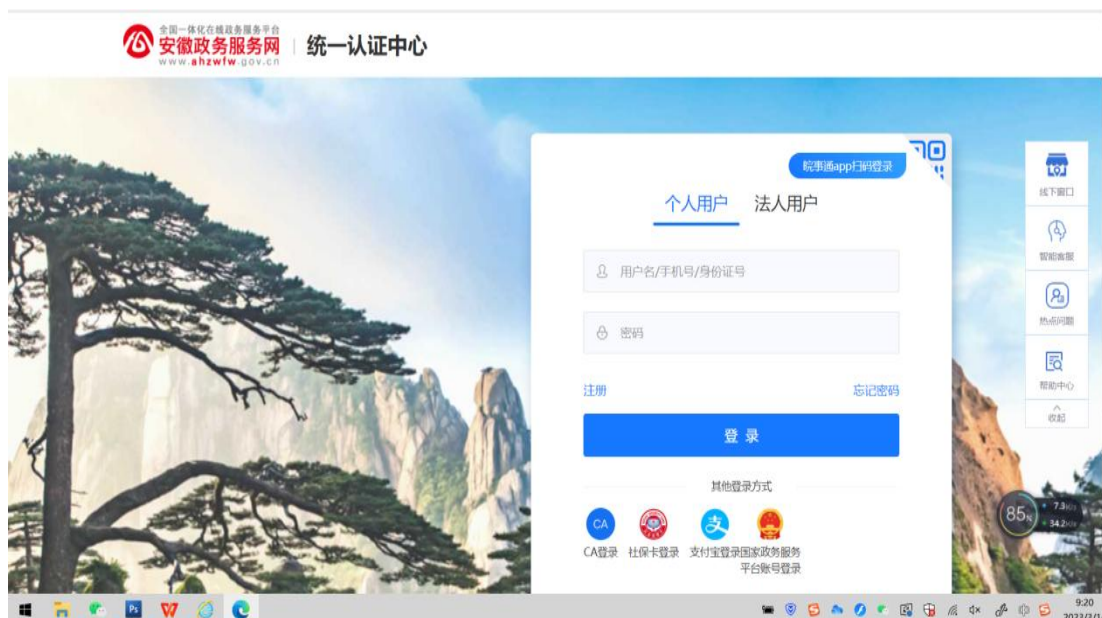 全国一体化在线政务服务平台
安徽政务服务网
www.ahzwfw.gov.cn
统一认证中心
皖事通app扫码登录
个人用户 法人用户
用户名/手机号/身份证号
密码
注册 忘记密码
登录
其他登录方式
CA
支
CA登录 社保卡登录 支付宝登录 国家政务服务
平台账号登录
线下窗口
智能客服
热点问题
帮助中心
收起
85%
7.3K/s
34.2K/s
Ps
9:20